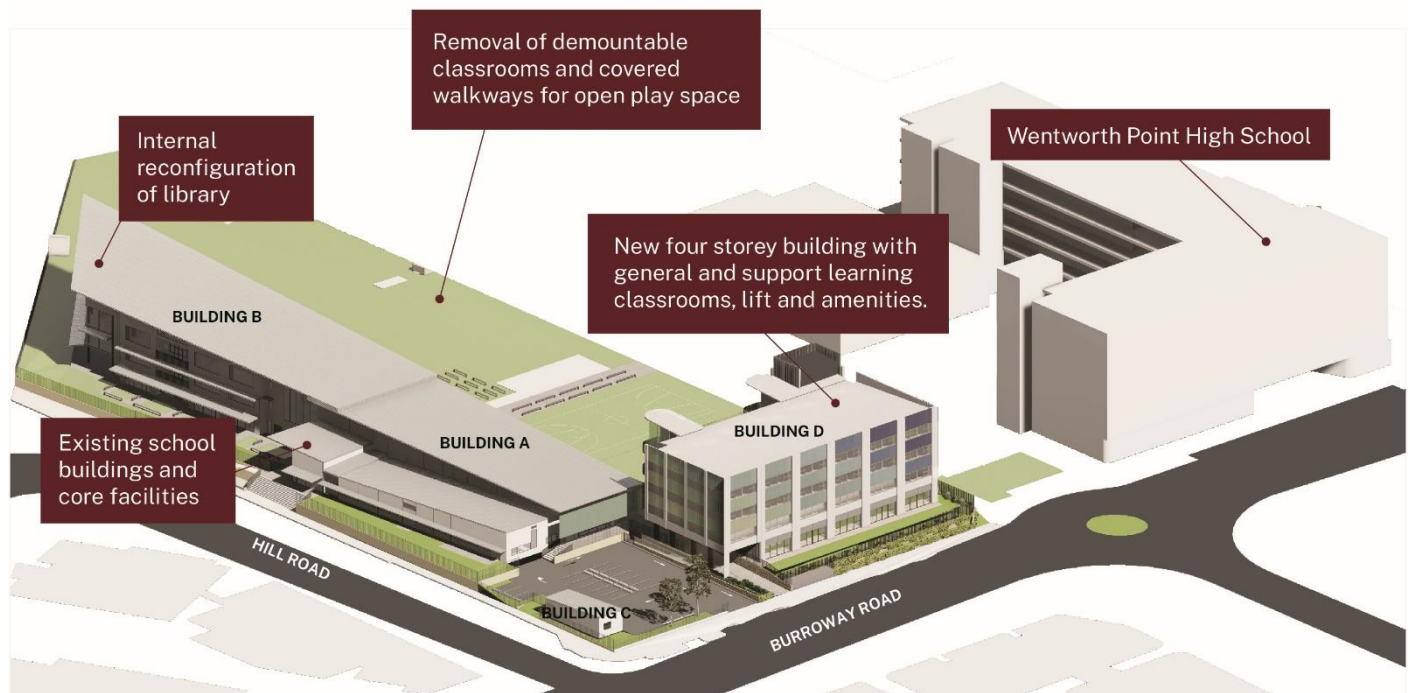 Removal of demountable
classrooms and covered
walkways for open play space
Internal
reconfiguration
of library
Wentworth Point High School
New four storey building with
general and support learning
classrooms, lift and amenities.
BUILDING B
BUILDING A
BUILDING D
Existing school
buildings and
core facilities
HILL ROAD
BUILDING C
BURROWAY ROAD